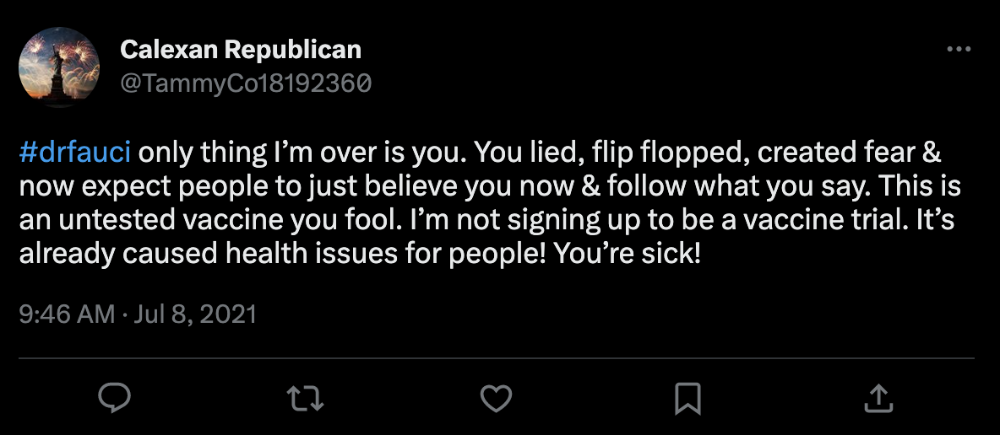 Calexan Republican
@TammyCo18192360
#drfauci only thing I’m over is you. You lied, flip flopped, created fear &
now expect people to just believe you now & follow what you say. This is
an untested vaccine you fool. I’m not signing up to be a vaccine trial. It’s
already caused health issues for people! You’re sick!
9:46 AM · Jul 8, 2021